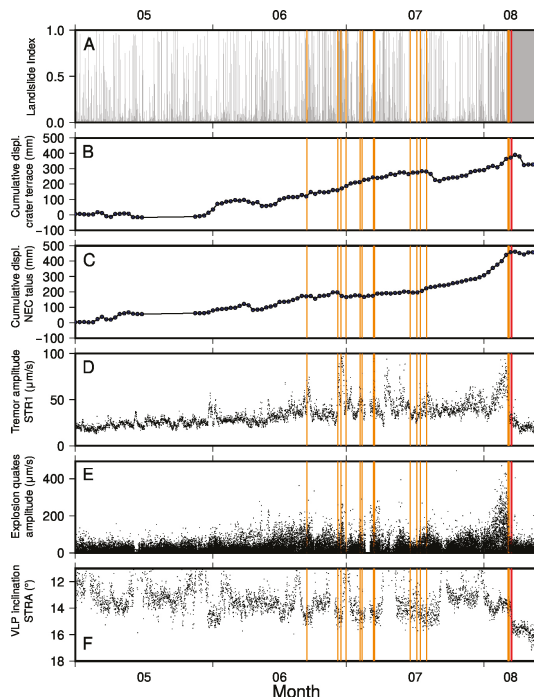 05 06 07 08
A
Landlslide Index
1.0
0.5
0.0
B
Cumulative displ.
crater terrace (mm)
500
400
300
200
100
0
−100
C
Cumulative displ.
NEC talus (mm)
500
400
300
200
100
0
−100
D
Tremor amplitude
STR1 (μm/s)
100
50
0
E
Explosion quakes
amplitude (μm/s)
400
200
0
F
VLP Inclination
STRA (°)
12
14
16
18
05 06 07 08
Month